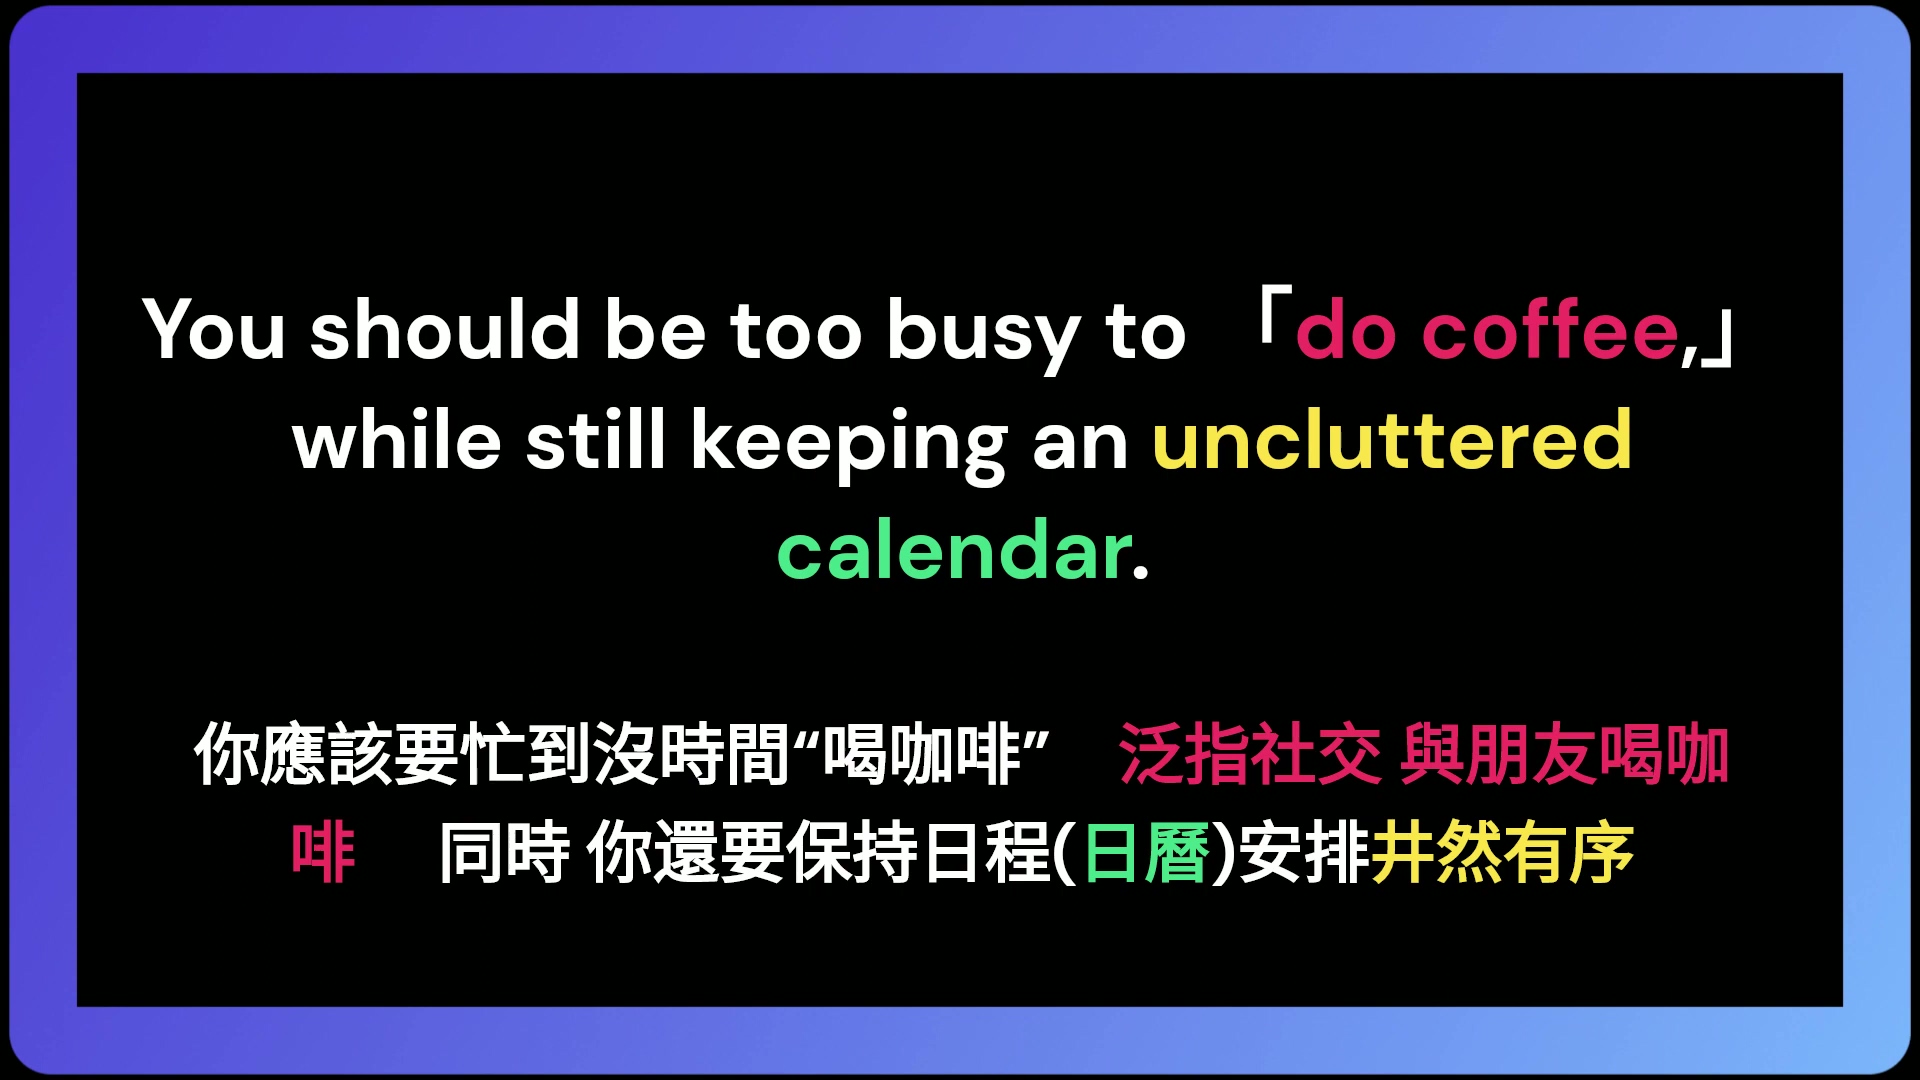 You should be too busy to 「do coffee,」
while still keeping an uncluttered
calendar.
你應該要忙到沒時間“喝咖啡” 泛指社交 與朋友喝咖
啡 同時 你還要保持日程(日曆)安排井然有序